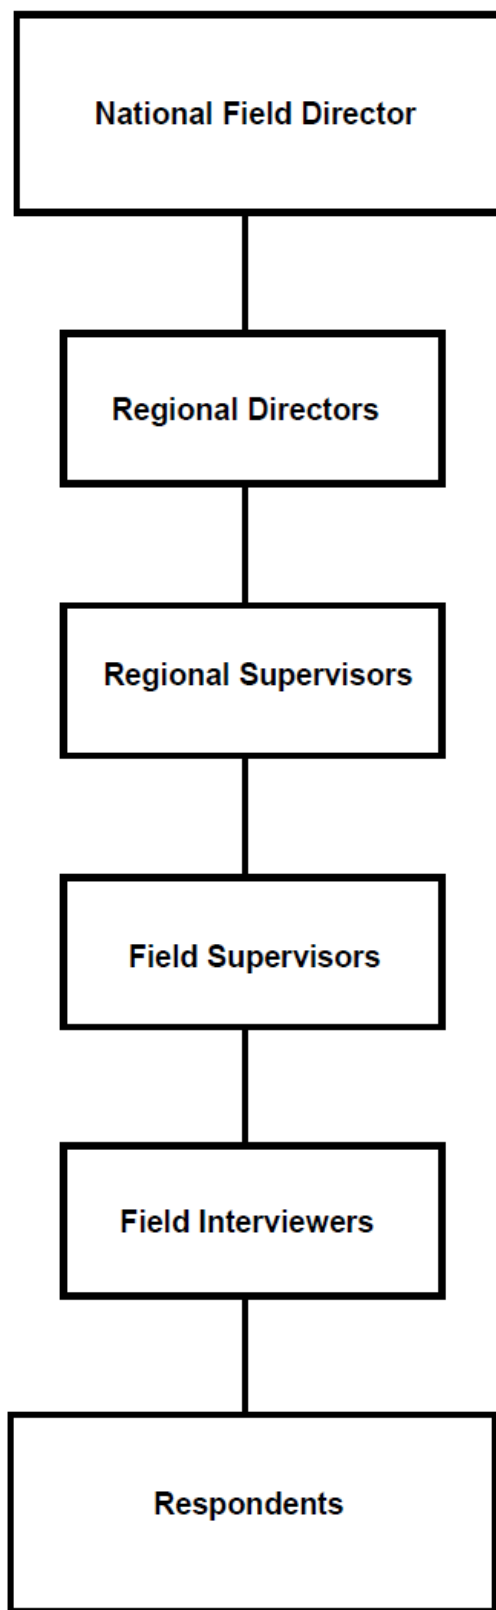 National Field Director
Regional Directors
Regional Supervisors
Field Supervisors
Field Interviewers
Respondents